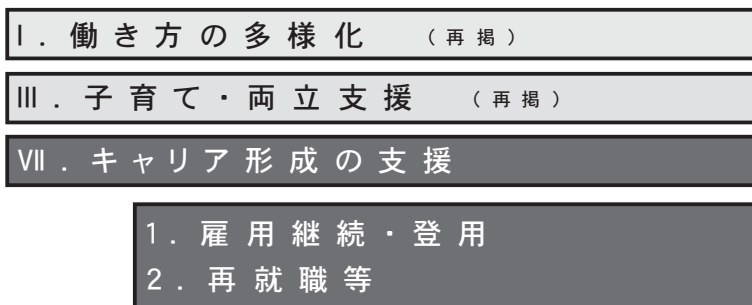 Ⅰ．働き方の多様化　（再掲）
Ⅲ．子育て・両立支援　（再掲）
Ⅶ．キャリア形成の支援
1．雇用継続・登用
2．再就職等